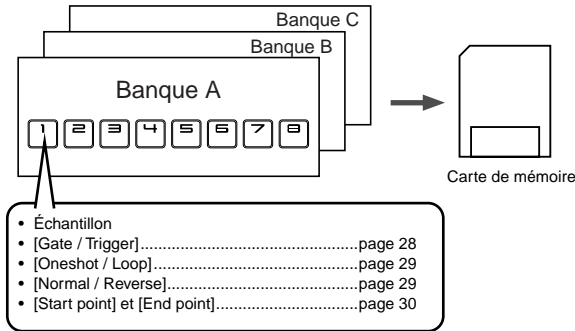 Banque C
Banque B
Banque A
1 2 3 4 5 6 7 8
Carte de mémoire
• Échantillon
• [Gate / Trigger]..................................................page 28
• [Oneshot / Loop]................................................page 29
• [Normal / Reverse].............................................page 29
• [Start point] et [End point]................................page 30